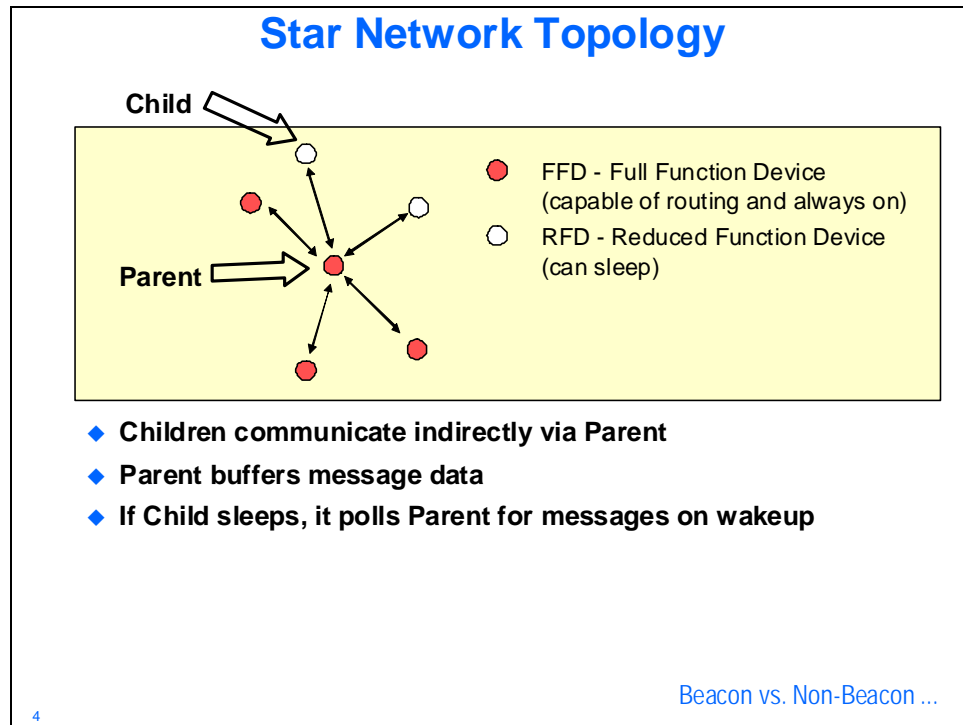 Star Network Topology
Child
FFD - Full Function Device
(capable of routing and always on)
RFD - Reduced Function Device
(can sleep)
Parent
Children communicate indirectly via Parent
Parent buffers message data
If Child sleeps, it polls Parent for messages on wakeup
Beacon vs. Non-Beacon ...
4